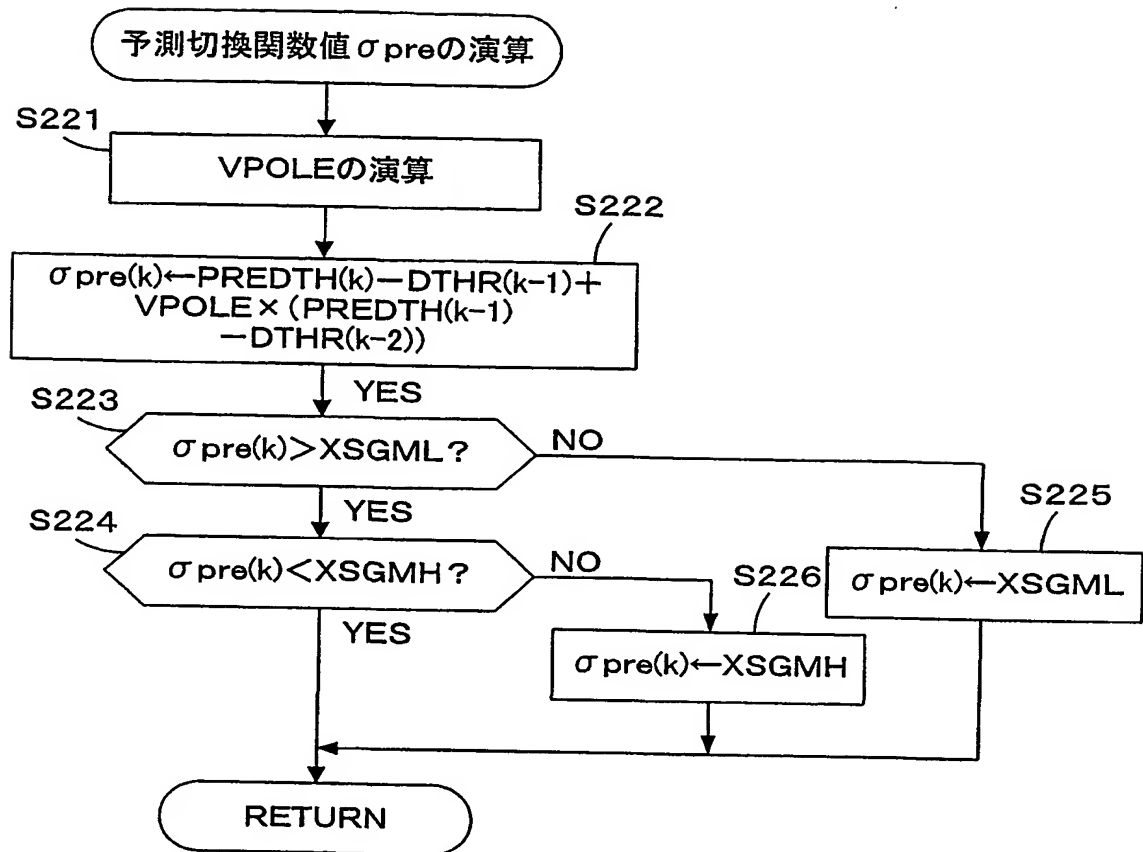 予測切換関数値σpreの演算
S221
VPOLEの演算
S222
σpre(k)←PREDTH(k)−DTHR(k-1)+
VPOLE×(PREDTH(k-1)
−DTHR(k-2))
YES
S223
σpre(k)>XSGML?
NO
YES
S224
σpre(k)<XSGMH?
NO
YES
S225
σpre(k)←XSGML
S226
σpre(k)←XSGMH
RETURN